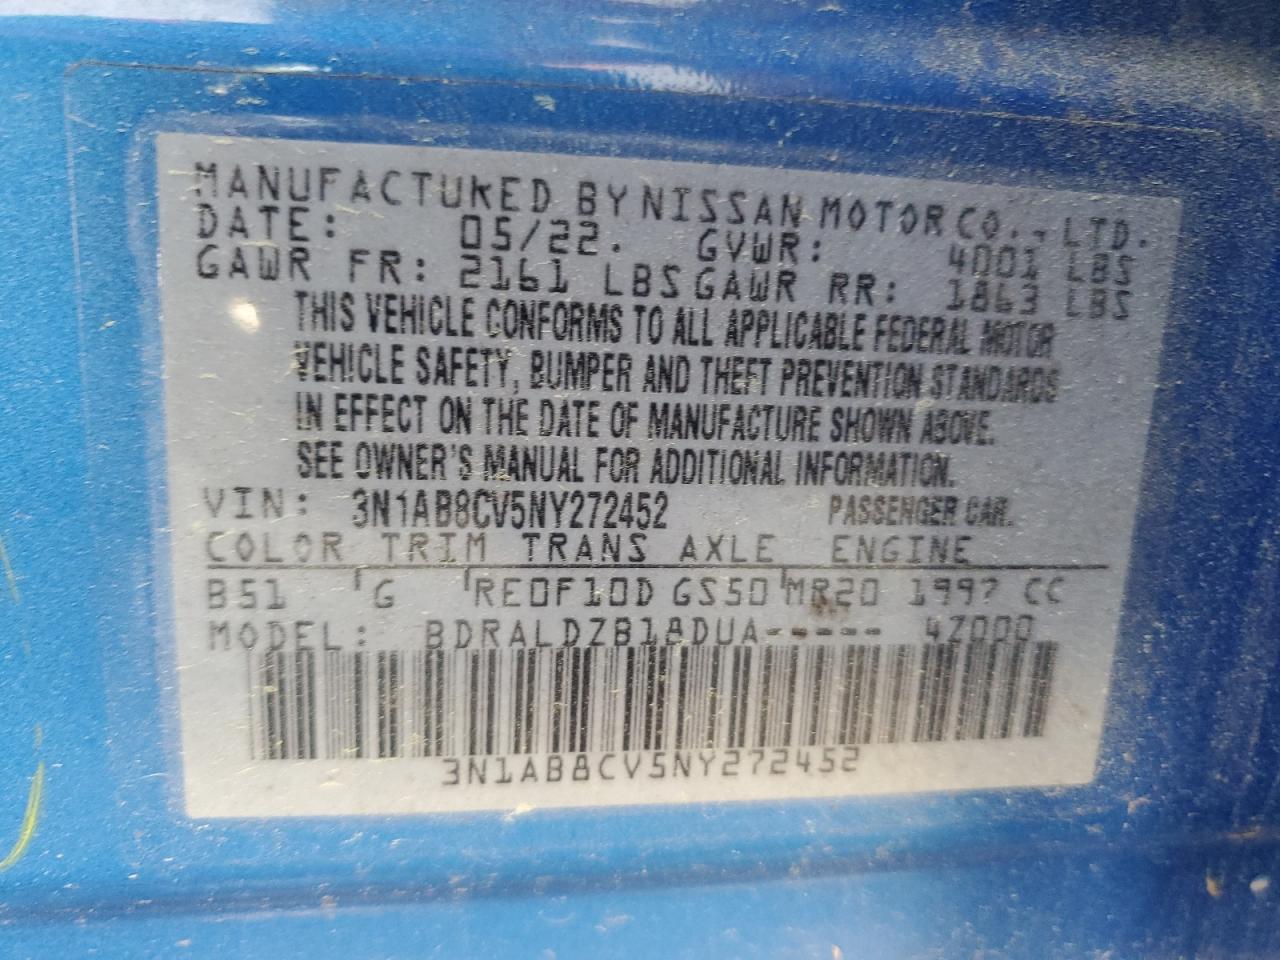 MANUFACTURED BY NISSAN MOTOR CO., LTD.
DATE: 05/22. GVWR: 4001 LBS
GAWR FR: 2161 LBS GAWR RR: 1863 LBS
THIS VEHICLE CONFORMS TO ALL APPLICABLE FEDERAL MOTOR
VEHICLE SAFETY, BUMPER AND THEFT PREVENTION STANDARDS
IN EFFECT ON THE DATE OF MANUFACTURE SHOWN ABOVE.
SEE OWNER'S MANUAL FOR ADDITIONAL INFORMATION.
VIN: 3N1AB8CV5NY272452 PASSENGER CAR.
COLOR TRIM TRANS AXLE ENGINE
B51 G RE0F10D GS50 MR20 1997 CC
MODEL: BDRALDZB18DUA----- 4Z000
3N1AB8CV5NY272452